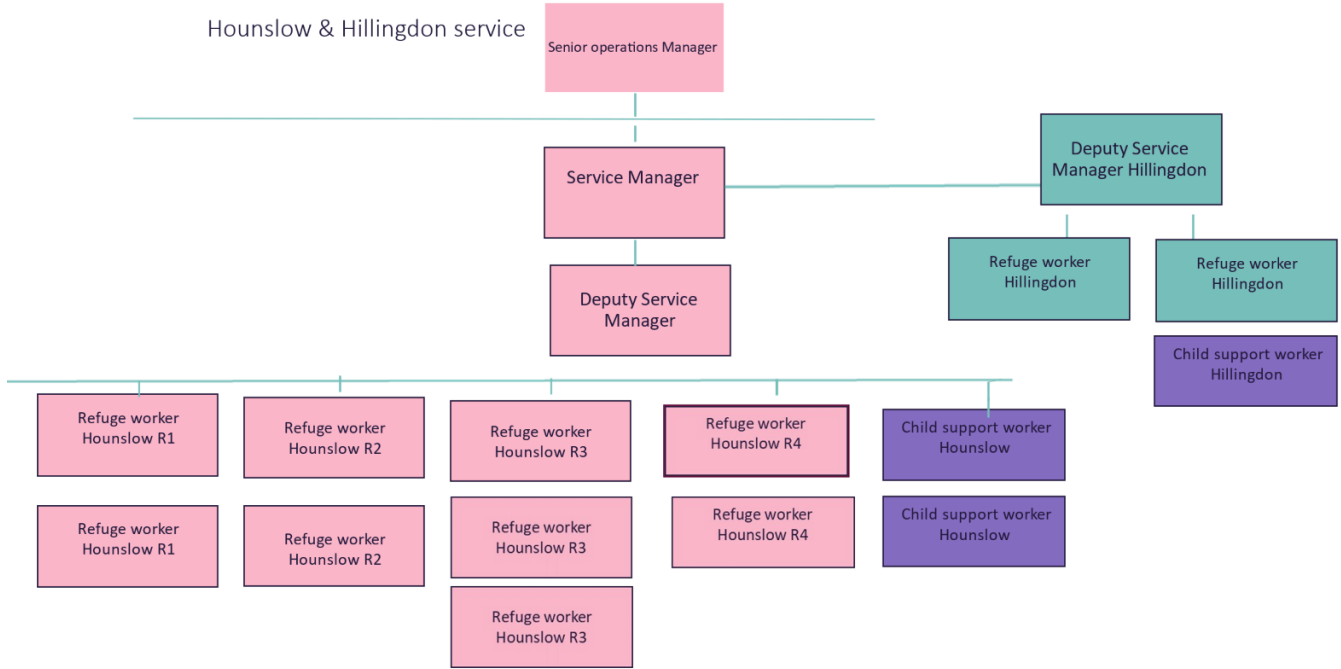 Hounslow & Hillingdon service
Senior operations Manager
Service Manager
Deputy Service
Manager Hillingdon
Refuge worker
Hillingdon
Refuge worker
Hillingdon
Child support worker
Hillingdon
Deputy Service
Manager
Refuge worker
Hounslow R1
Refuge worker
Hounslow R2
Refuge worker
Hounslow R3
Refuge worker
Hounslow R4
Child support worker
Hounslow
Refuge worker
Hounslow R1
Refuge worker
Hounslow R2
Refuge worker
Hounslow R3
Refuge worker
Hounslow R4
Child support worker
Hounslow
Refuge worker
Hounslow R3